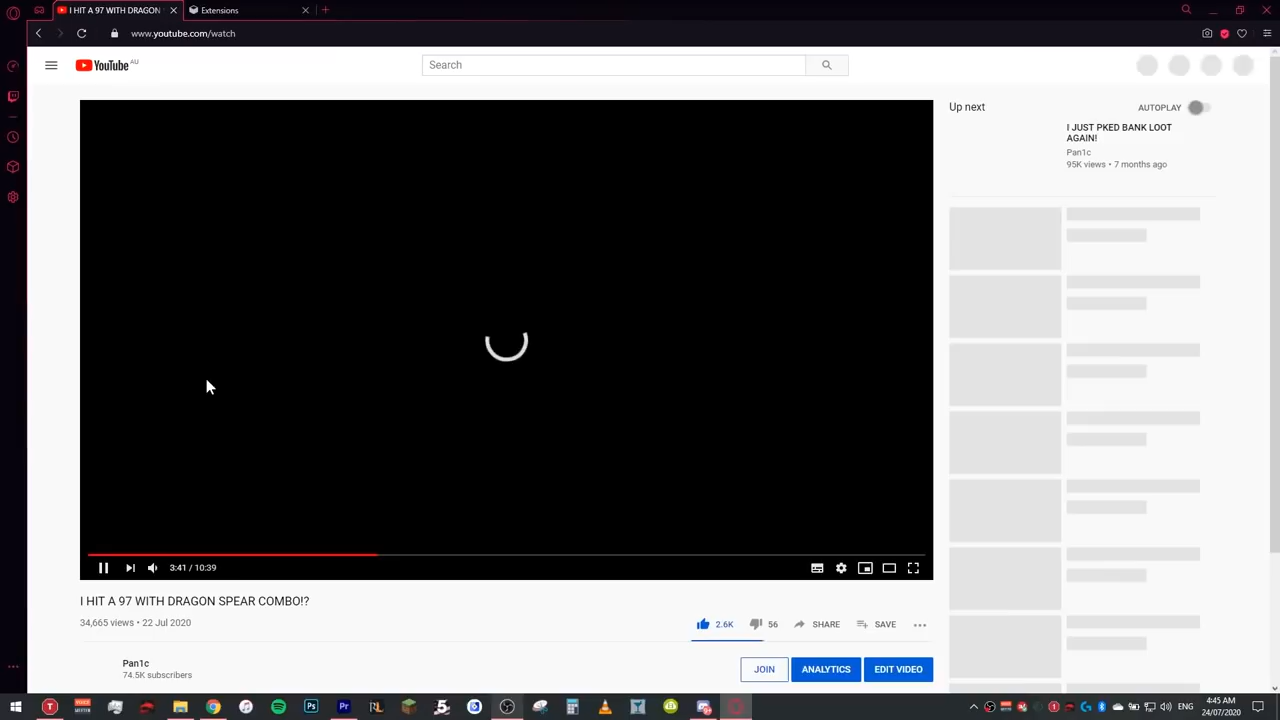 I HIT A 97 WITH DRAGON
Extensions
www.youtube.com/watch
YouTube AU
Search
Up next
AUTOPLAY
I JUST PKED BANK LOOT
AGAIN!
Pan1c
95K views • 7 months ago
3:41 / 10:39
I HIT A 97 WITH DRAGON SPEAR COMBO!?
34,665 views • 22 Jul 2020
2.6K
56
SHARE
SAVE
Pan1c
74.5K subscribers
JOIN
ANALYTICS
EDIT VIDEO
Ps
Pr
4:45 AM
24/07/2020